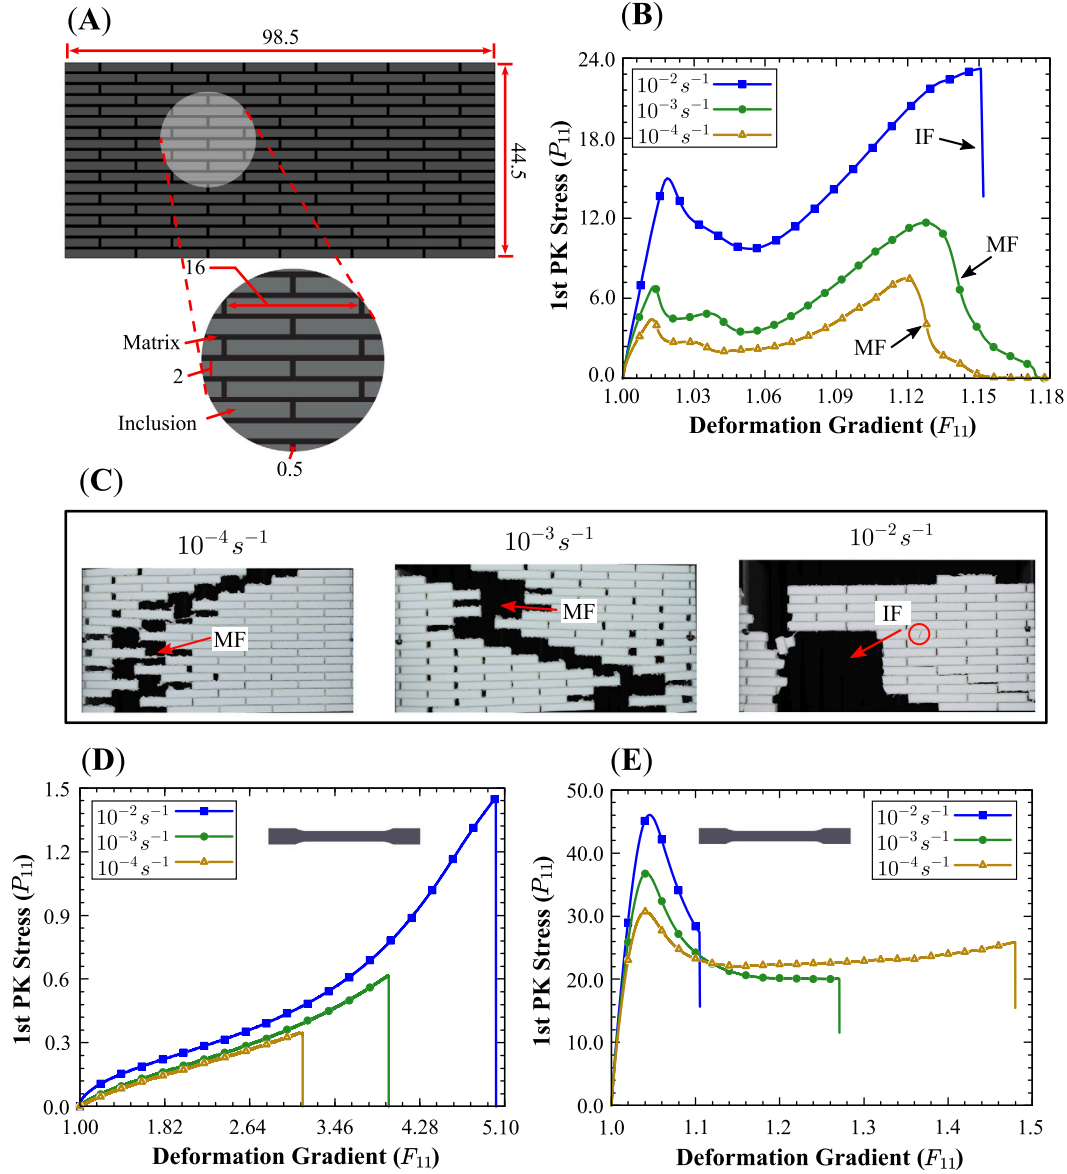 (A)
98.5
44.5
16
Matrix
2
Inclusion
0.5
(B)
24.0
18.0
12.0
6.0
0.0
1st PK Stress (P₁₁)
10⁻² s⁻¹
10⁻³ s⁻¹
10⁻⁴ s⁻¹
IF
MF
MF
1.00 1.03 1.06 1.09 1.12 1.15 1.18
Deformation Gradient (F₁₁)
(C)
10⁻⁴ s⁻¹
10⁻³ s⁻¹
10⁻² s⁻¹
MF
MF
IF
(D)
1.5
1.2
0.9
0.6
0.3
0.0
1st PK Stress (P₁₁)
10⁻² s⁻¹
10⁻³ s⁻¹
10⁻⁴ s⁻¹
1.00 1.82 2.64 3.46 4.28 5.10
Deformation Gradient (F₁₁)
(E)
50.0
40.0
30.0
20.0
10.0
0.0
1st PK Stress (P₁₁)
10⁻² s⁻¹
10⁻³ s⁻¹
10⁻⁴ s⁻¹
1.0 1.1 1.2 1.3 1.4 1.5
Deformation Gradient (F₁₁)